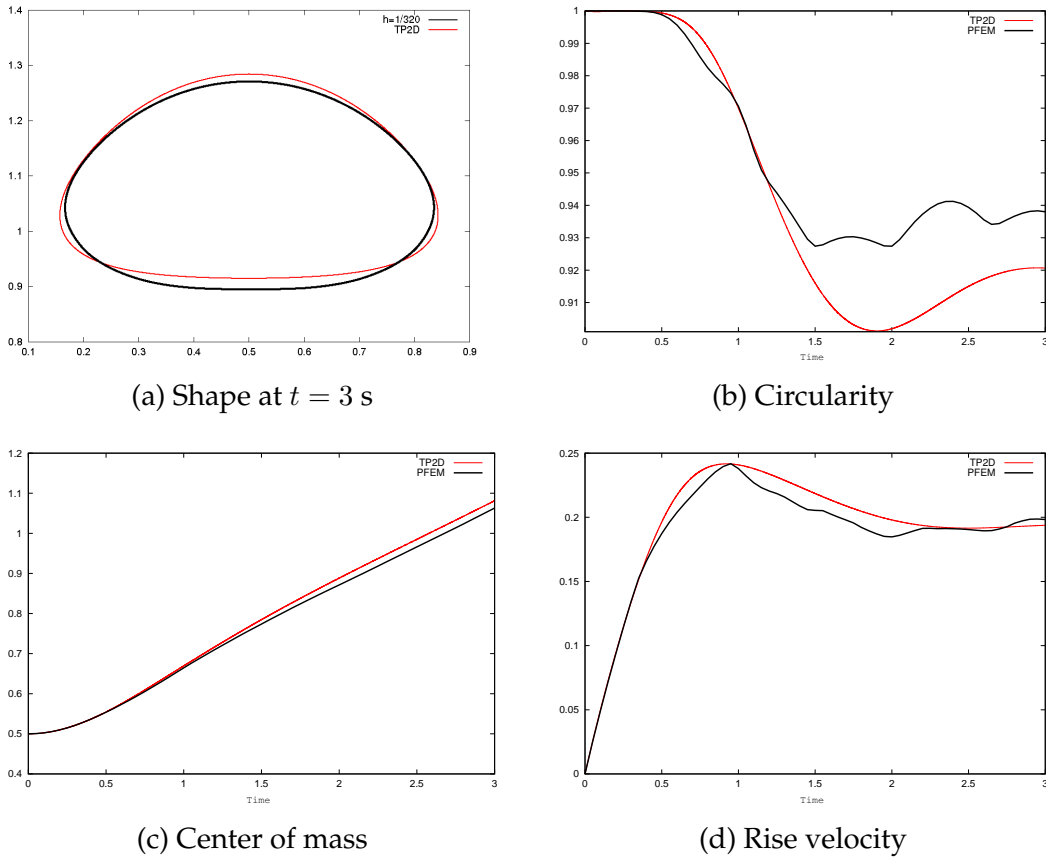 1.4
h=1/320
TP2D
1.3
1.2
1.1
1
0.9
0.8
0.1 0.2 0.3 0.4 0.5 0.6 0.7 0.8 0.9
(a) Shape at t = 3 s
1
TP2D
PFEM
0.99
0.98
0.97
0.96
0.95
0.94
0.93
0.92
0.91
0 0.5 1 1.5 2 2.5 3
Time
(b) Circularity
1.2
TP2D
PFEM
1.1
1
0.9
0.8
0.7
0.6
0.5
0.4
0 0.5 1 1.5 2 2.5 3
Time
(c) Center of mass
0.25
TP2D
PFEM
0.2
0.15
0.1
0.05
0
0 0.5 1 1.5 2 2.5 3
Time
(d) Rise velocity